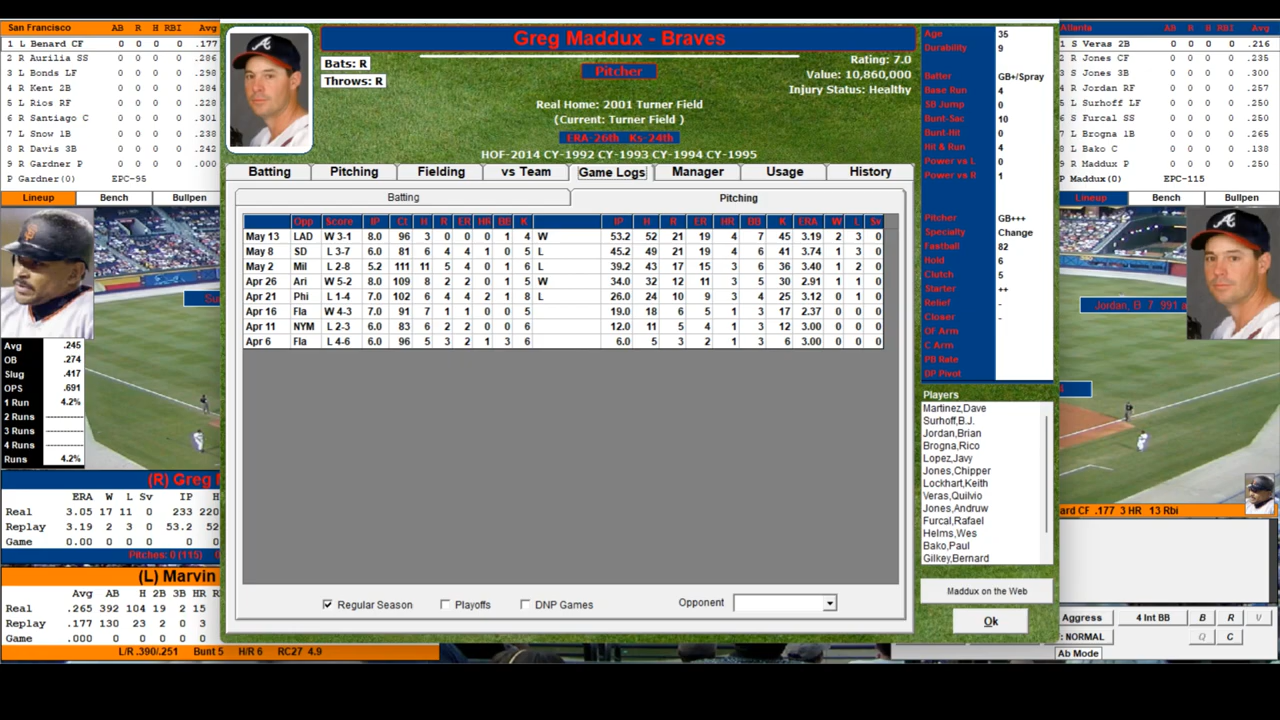 San Francisco AB R H RBI Avg
1 L Benard CF 0 0 0 0 .177
2 R Aurilia SS 0 0 0 0 .286
3 L Bonds LF 0 0 0 0 .298
4 R Kent 2B 0 0 0 0 .284
5 L Rios RF 0 0 0 0 .228
6 R Santiago C 0 0 0 0 .301
7 L Snow 1B 0 0 0 0 .238
8 R Davis 3B 0 0 0 0 .242
9 R Gardner P 0 0 0 0 .000
P Gardner(0) EPC-95
Lineup Bench Bullpen
Avg .245
OB .274
Slug .417
OPS .691
1 Run 4.2%
2 Runs
3 Runs
4 Runs
Runs 4.2%
(R) Greg
ERA W L Sv IP H
Real 3.05 17 11 0 233 220
Replay 3.19 2 3 0 53.2 52
Game 0.00 0 0 0
Pitches: 0 (115)
(L) Marvin
Avg AB H 2B 3B HR
Real .265 392 104 19 2 15
Replay .177 130 23 2 0 3
Game .000 0 0 0 0 0
L/R .390/.251 Bunt 5 H/R 6 RC27 4.9
Greg Maddux - Braves
Bats: R
Throws: R
Pitcher
Rating: 7.0
Value: 10,860,000
Injury Status: Healthy
Real Home: 2001 Turner Field
(Current: Turner Field )
ERA-26th Ks-24th
HOF-2014 CY-1992 CY-1993 CY-1994 CY-1995
Batting Pitching Fielding vs Team Game Logs Manager Usage History
Batting Pitching
Opp Score IP Ct H R ER HR BB K IP H R ER HR BB K ERA W L Sv
May 13 LAD W 3-1 8.0 96 3 0 0 0 1 4 W 53.2 52 21 19 4 7 45 3.19 2 3 0
May 8 SD L 3-7 6.0 81 6 4 4 1 0 5 L 45.2 49 21 19 4 6 41 3.74 1 3 0
May 2 Mil L 2-8 5.2 111 11 5 4 0 1 6 L 39.2 43 17 15 3 6 36 3.40 1 2 0
Apr 26 Ari W 5-2 8.0 109 8 2 2 0 1 5 W 34.0 32 12 11 3 5 30 2.91 1 1 0
Apr 21 Phi L 1-4 7.0 102 6 4 4 2 1 8 L 26.0 24 10 9 3 4 25 3.12 0 1 0
Apr 16 Fla W 4-3 7.0 91 7 1 1 0 0 5 19.0 18 6 5 1 3 17 2.37 0 0 0
Apr 11 NYM L 2-3 6.0 83 6 2 2 0 0 6 12.0 11 5 4 1 3 12 3.00 0 0 0
Apr 6 Fla L 4-6 6.0 96 5 3 2 1 3 6 6.0 5 3 2 1 3 6 3.00 0 0 0
Regular Season Playoffs DNP Games Opponent
Age 35
Durability 9
Batter GB+/Spray
Base Run 4
SB Jump 0
Bunt-Sac 10
Bunt-Hit 0
Hit & Run 4
Power vs L 0
Power vs R 1
Pitcher GB+++
Specialty Change
Fastball 82
Hold 6
Clutch 5
Starter ++
Relief -
Closer -
OF Arm
C Arm
PB Rate
DP Pivot
Players
Martinez,Dave
Surhoff,B.J.
Jordan,Brian
Brogna,Rico
Lopez,Javy
Jones,Chipper
Lockhart,Keith
Veras,Quilvio
Jones,Andruw
Furcal,Rafael
Helms,Wes
Bako,Paul
Gilkey,Bernard
Maddux on the Web
Ok
Atlanta AB R H RBI Avg
1 S Veras 2B 0 0 0 0 .216
2 R Jones CF 0 0 0 0 .235
3 S Jones 3B 0 0 0 0 .300
4 R Jordan RF 0 0 0 0 .257
5 L Surhoff LF 0 0 0 0 .250
6 S Furcal SS 0 0 0 0 .257
7 L Brogna 1B 0 0 0 0 .265
8 L Bako C 0 0 0 0 .138
9 R Maddux P 0 0 0 0 .250
P Maddux(0) EPC-115
Lineup Bench Bullpen
Jordan, B 7 991
ard CF .177 3 HR 13 Rbi
Aggress 4 Int BB B R V
: NORMAL Q C
Ab Mode